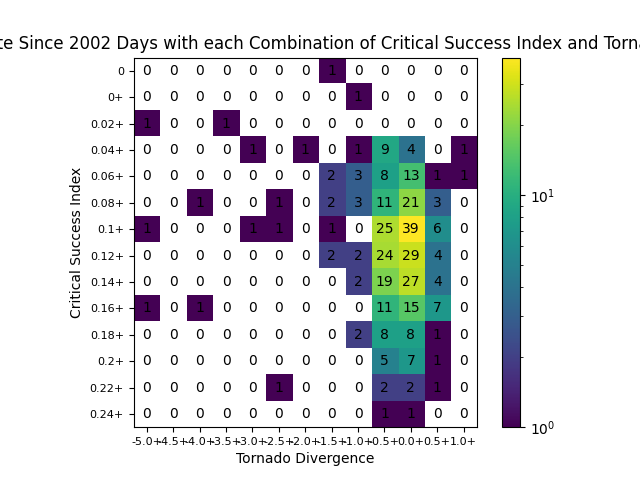 te Since 2002 Days with each Combination of Critical Success Index and Torna
0 0 0 0 0 0 0 0 1 0 0 0 0 0
0+ 0 0 0 0 0 0 0 0 1 0 0 0 0
0.02+ 1 0 0 1 0 0 0 0 0 0 0 0 0
0.04+ 0 0 0 0 1 0 1 0 1 9 4 0 1
0.06+ 0 0 0 0 0 0 0 2 3 8 13 1 1
0.08+ 0 0 1 0 0 1 0 2 3 11 21 3 0
0.1+ 1 0 0 0 1 1 0 1 0 25 39 6 0
0.12+ 0 0 0 0 0 0 0 2 2 24 29 4 0
0.14+ 0 0 0 0 0 0 0 0 2 19 27 4 0
0.16+ 1 0 1 0 0 0 0 0 0 11 15 7 0
0.18+ 0 0 0 0 0 0 0 0 2 8 8 1 0
0.2+ 0 0 0 0 0 0 0 0 0 5 7 1 0
0.22+ 0 0 0 0 0 1 0 0 0 2 2 1 0
0.24+ 0 0 0 0 0 0 0 0 0 1 1 0 0
-5.0+ -4.5+ -4.0+ -3.5+ -3.0+ -2.5+ -2.0+ -1.5+ -1.0+ -0.5+ 0.0+ 0.5+ 1.0+
Tornado Divergence
Critical Success Index
10¹
10⁰